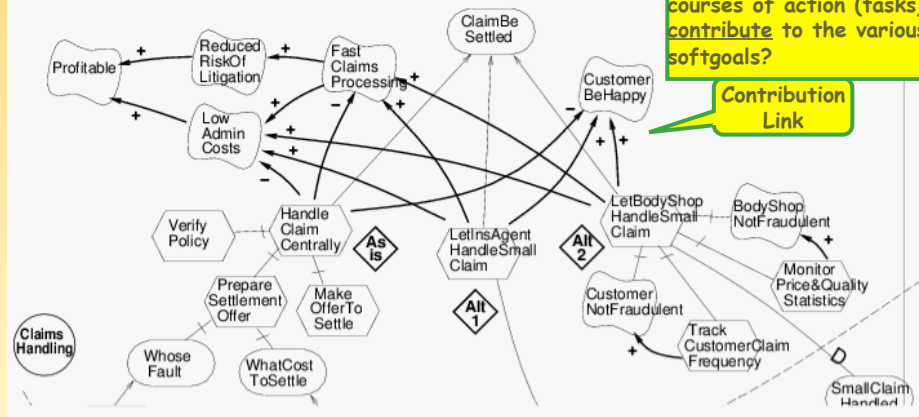 courses of action (tasks)
contribute to the various
softgoals?
Contribution
Link
ClaimBe
Settled
Profitable
+
Reduced
RiskOf
Litigation
+
Fast
Claims
Processing
+
Customer
BeHappy
+
+
−
+
+
−
+
+
Low
Admin
Costs
+
+
−
Verify
Policy
Handle
Claim
Centrally
As
is
LetInsAgent
HandleSmall
Claim
Alt
1
Alt
2
LetBodyShop
HandleSmall
Claim
BodyShop
NotFraudulent
+
Monitor
Price&Quality
Statistics
Prepare
Settlement
Offer
Make
OfferTo
Settle
Customer
NotFraudulent
+
Track
CustomerClaim
Frequency
Claims
Handling
Whose
Fault
WhatCost
ToSettle
D
SmallClaim
Handled